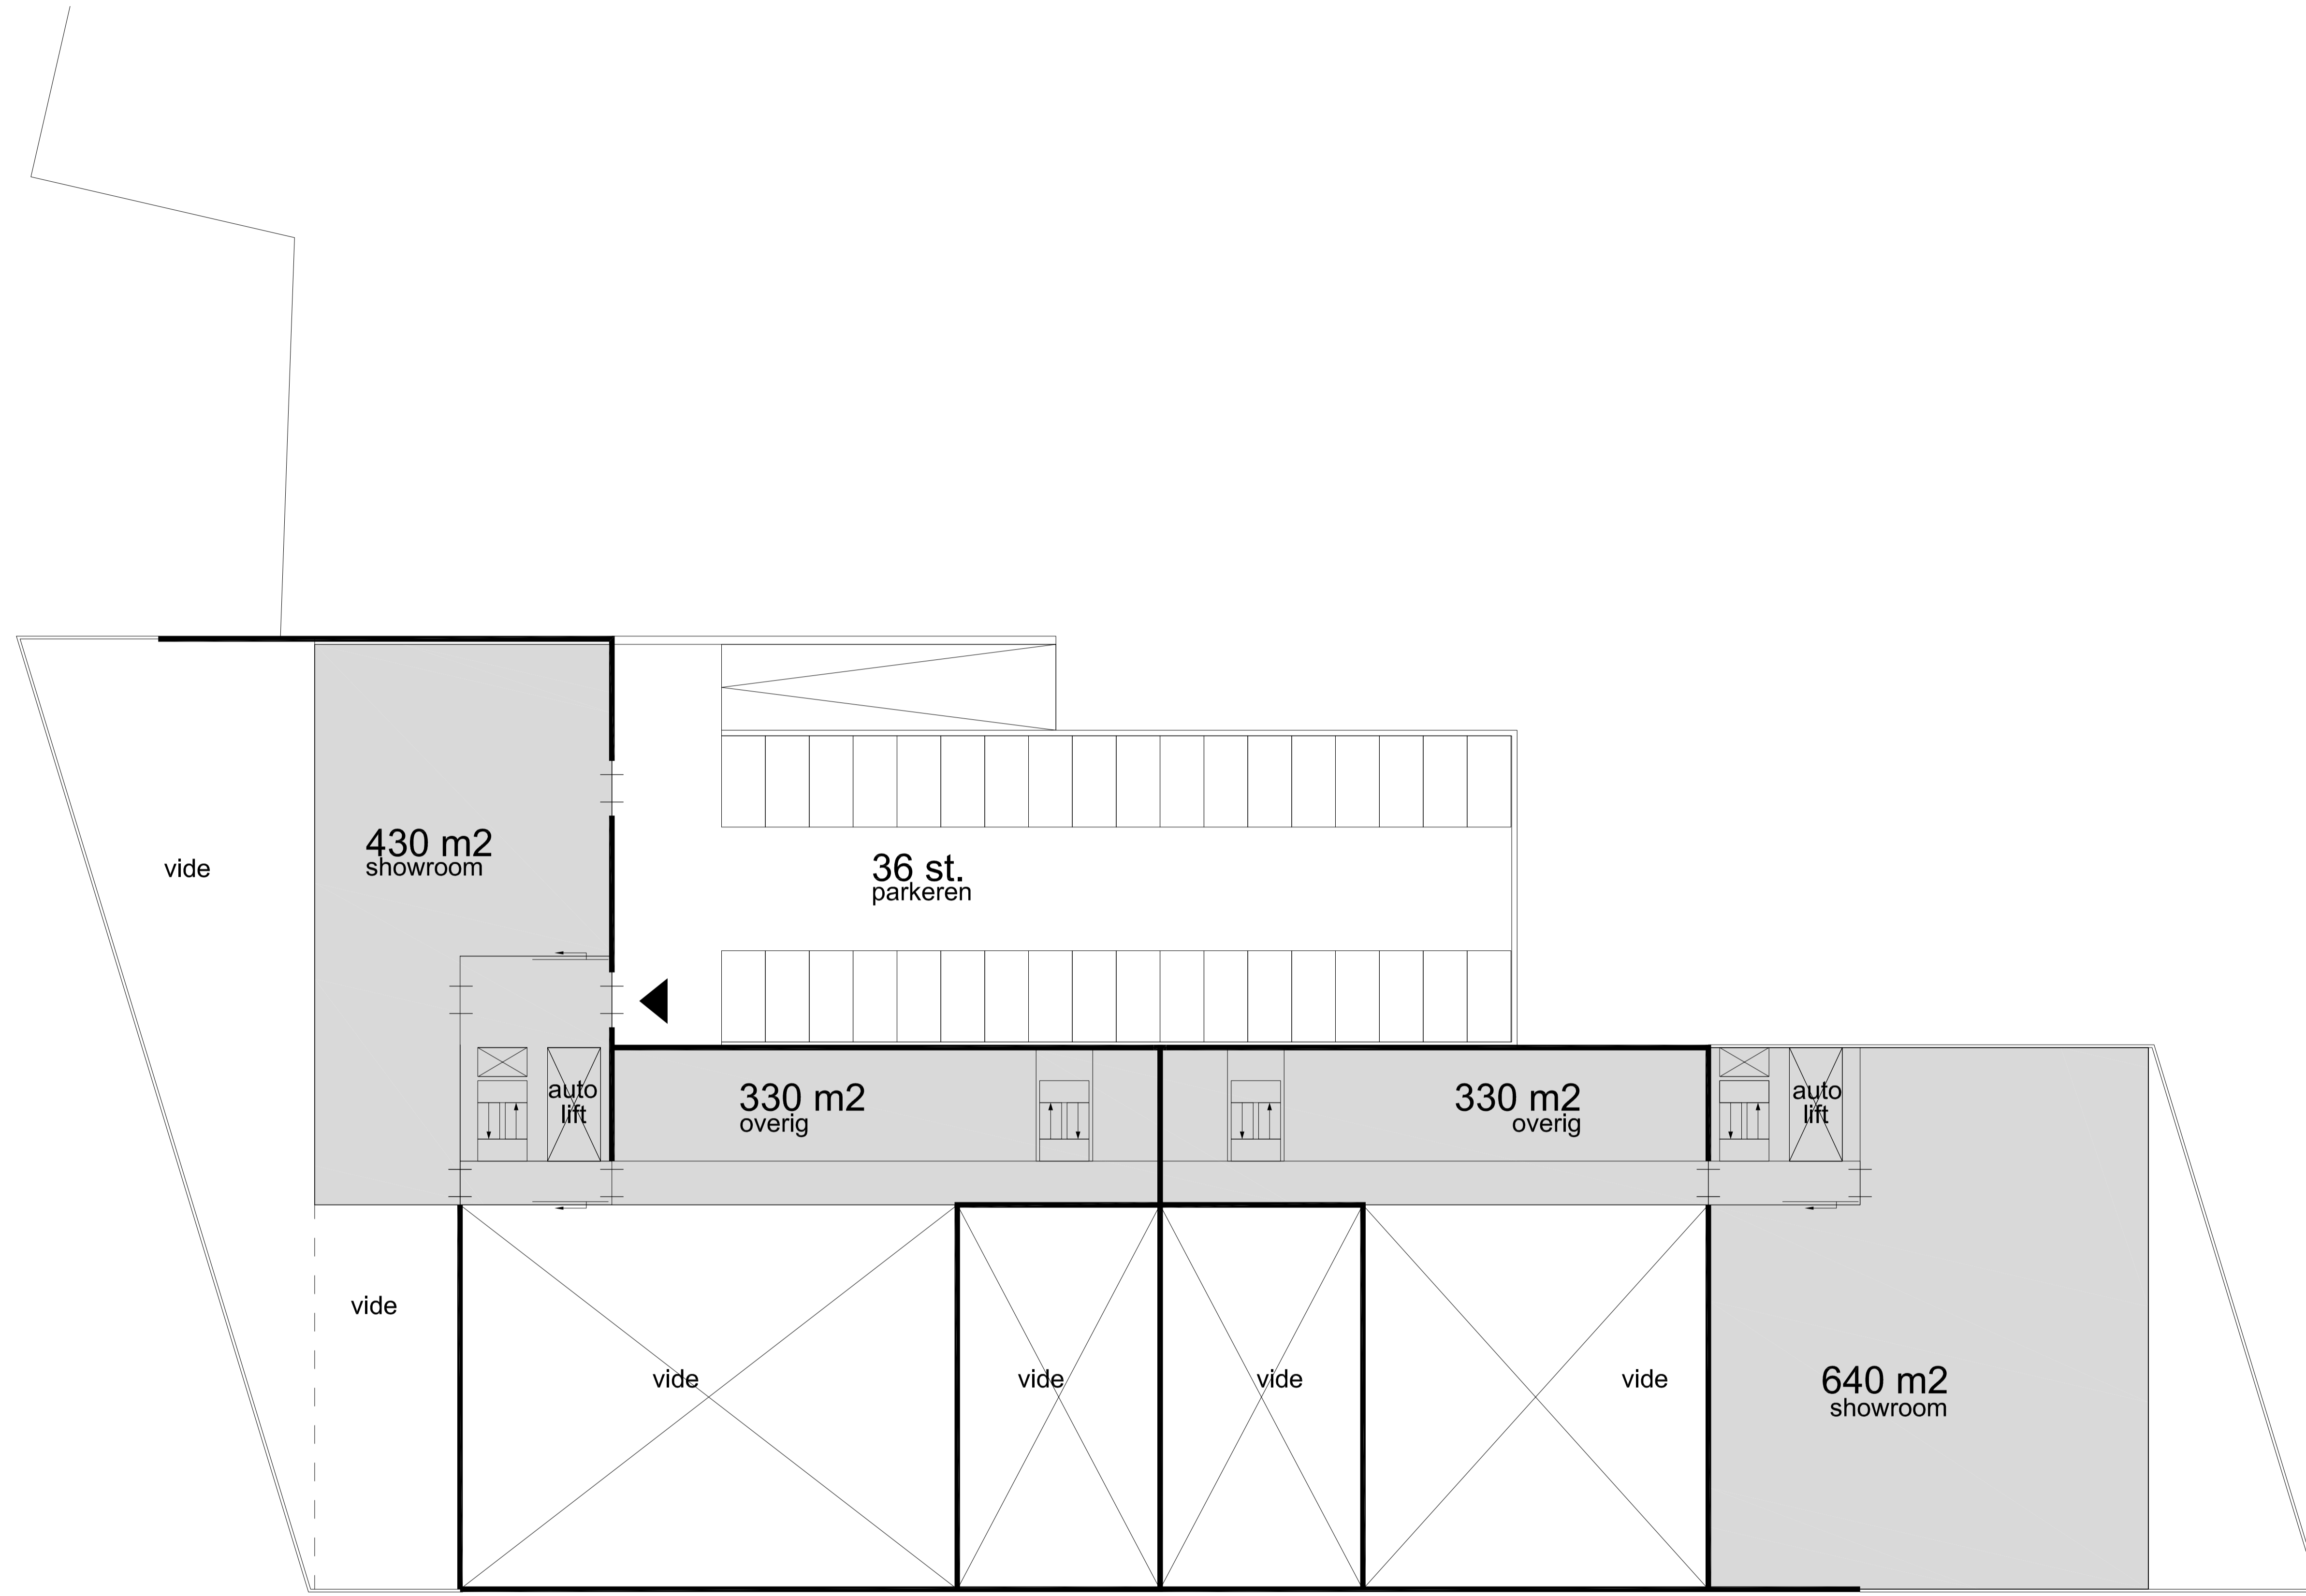 430 m2
showroom
vide
36 st.
parkeren
auto
lift
330 m2
overig
330 m2
overig
auto
lift
vide
vide
vide
vide
vide
640 m2
showroom